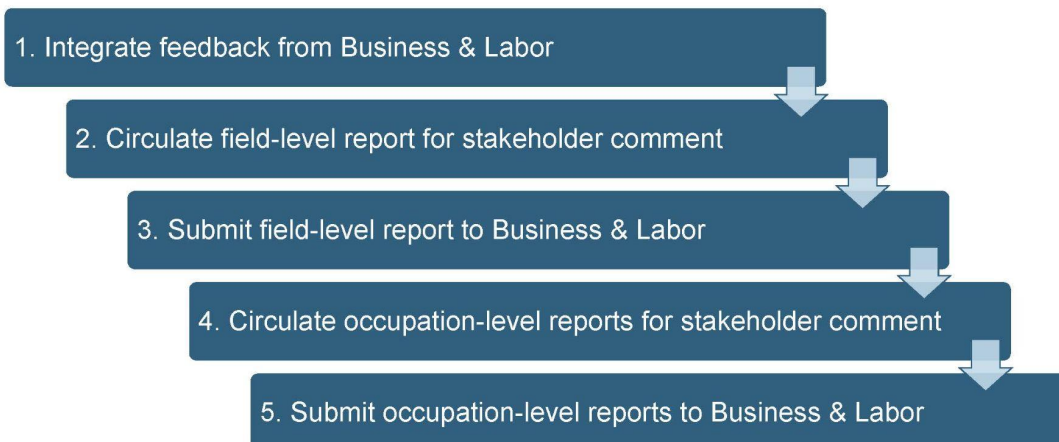 1. Integrate feedback from Business & Labor
2. Circulate field-level report for stakeholder comment
3. Submit field-level report to Business & Labor
4. Circulate occupation-level reports for stakeholder comment
5. Submit occupation-level reports to Business & Labor